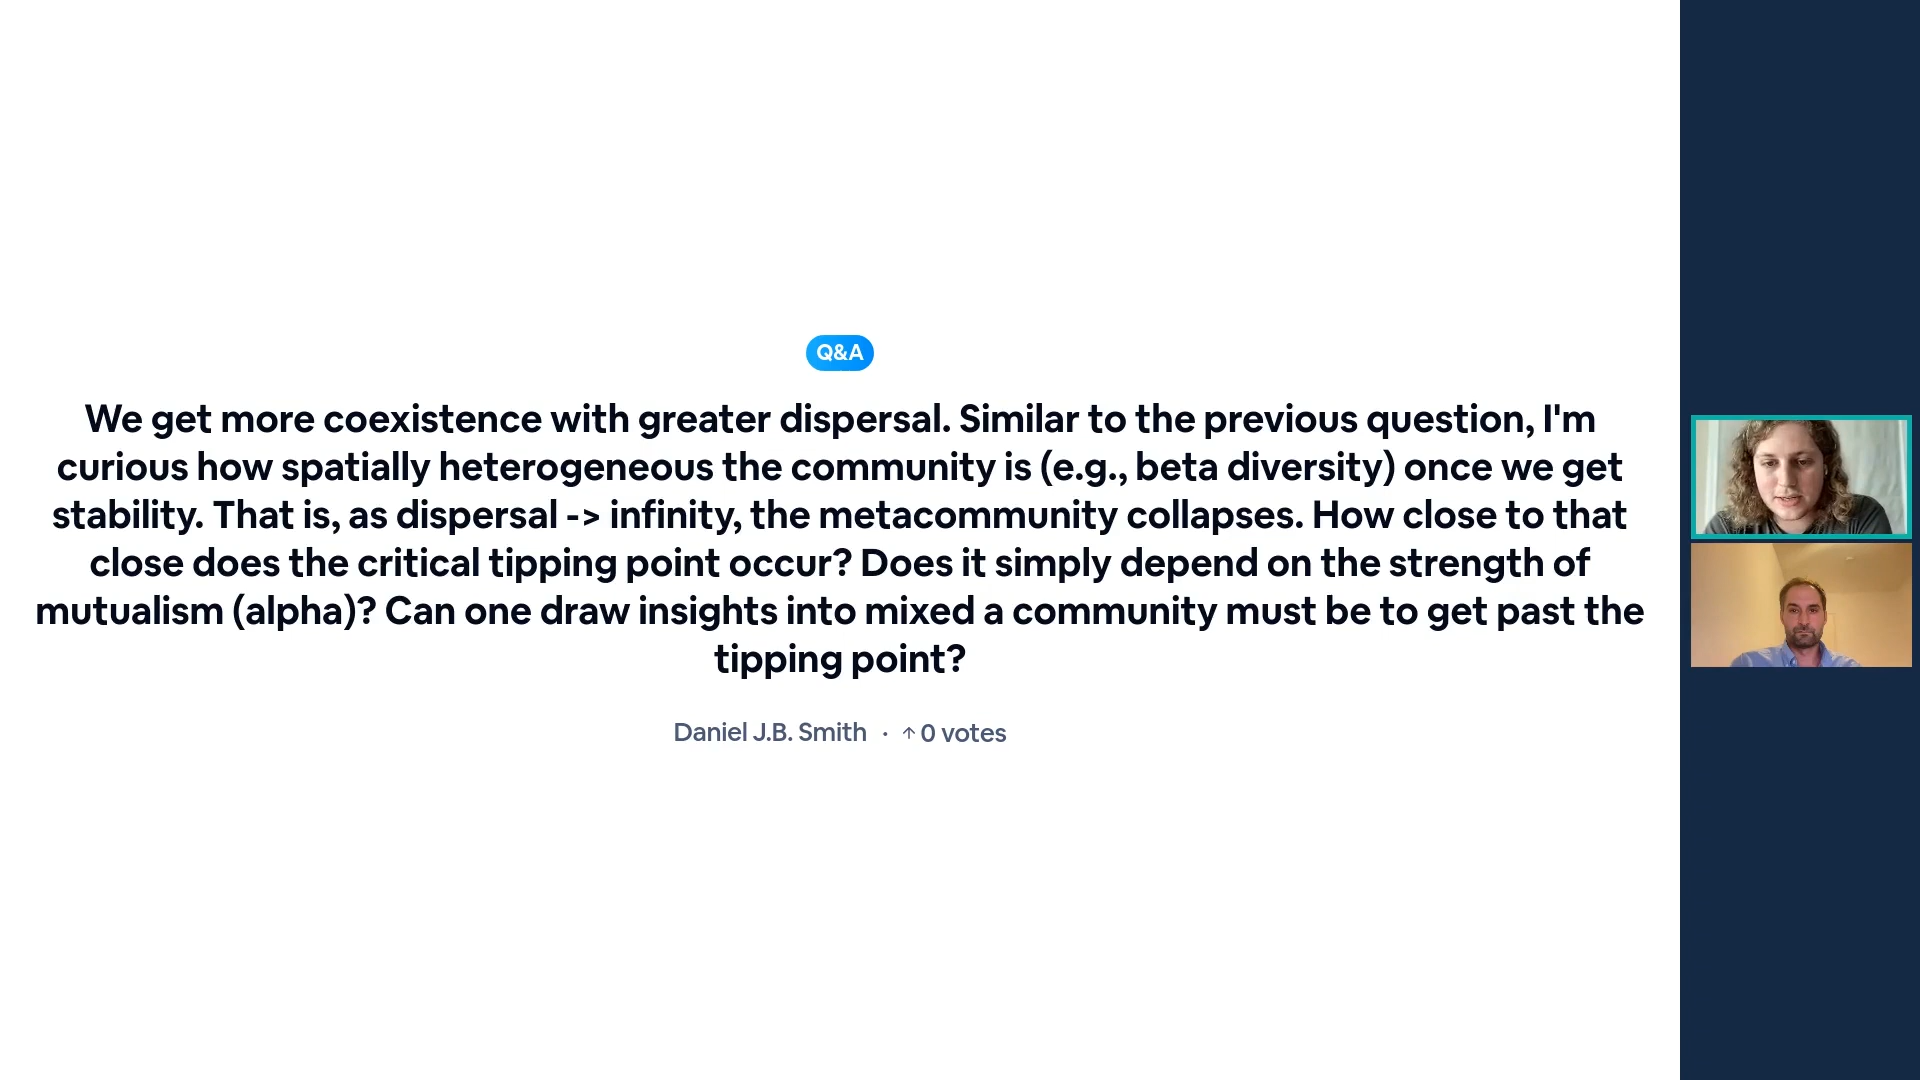 Q&A
We get more coexistence with greater dispersal. Similar to the previous question, I'm
curious how spatially heterogeneous the community is (e.g., beta diversity) once we get
stability. That is, as dispersal -> infinity, the metacommunity collapses. How close to that
close does the critical tipping point occur? Does it simply depend on the strength of
mutualism (alpha)? Can one draw insights into mixed a community must be to get past the
tipping point?
Daniel J.B. Smith · ↑ 0 votes